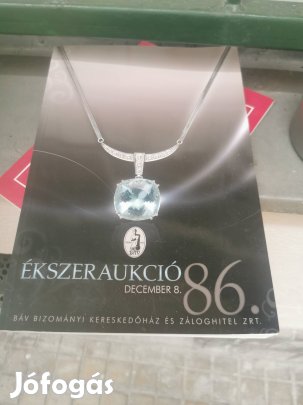 ÉKSZERAUKCIÓ
DECEMBER 8.
86.
BÁV BIZOMÁNYI KERESKEDŐHÁZ ÉS ZÁLOGHITEL ZRT.
Jófogás